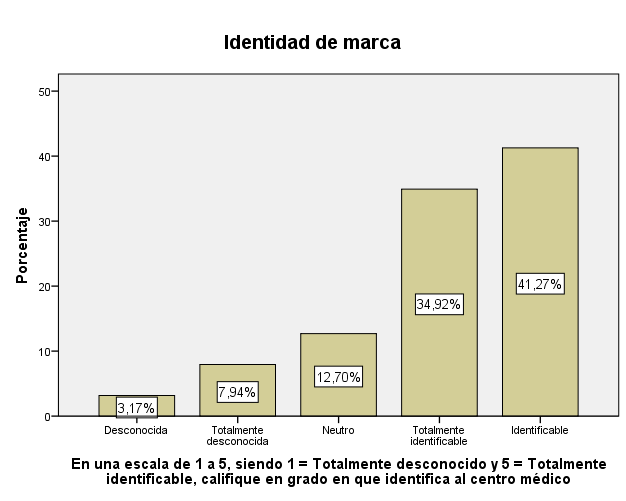 Identidad de marca
Porcentaje
50
40
30
20
10
0
3,17%
7,94%
12,70%
34,92%
41,27%
Desconocida
Totalmente
desconocida
Neutro
Totalmente
identificable
Identificable
En una escala de 1 a 5, siendo 1 = Totalmente desconocido y 5 = Totalmente
identificable, califique en grado en que identifica al centro médico